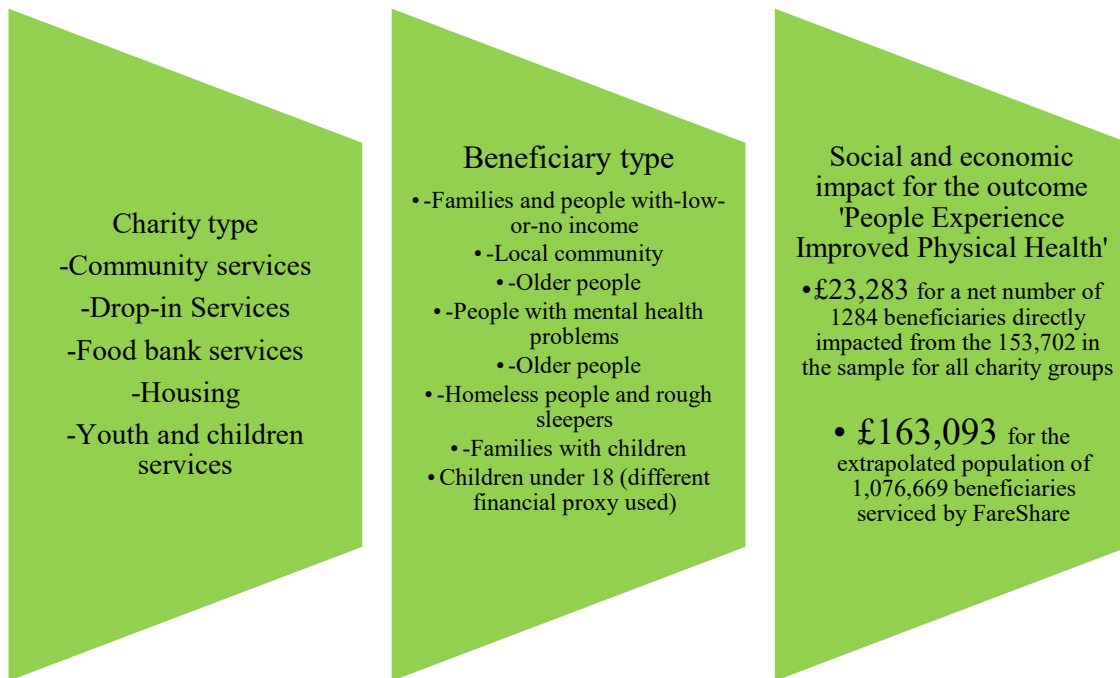 Charity type
-Community services
-Drop-in Services
-Food bank services
-Housing
-Youth and children
services
Beneficiary type
• -Families and people with-low-
or-no income
• -Local community
• -Older people
• -People with mental health
problems
• -Older people
• -Homeless people and rough
sleepers
• -Families with children
• Children under 18 (different
financial proxy used)
Social and economic
impact for the outcome
'People Experience
Improved Physical Health'
•£23,283 for a net number of
1284 beneficiaries directly
impacted from the 153,702 in
the sample for all charity groups
• £163,093 for the
extrapolated population of
1,076,669 beneficiaries
serviced by FareShare